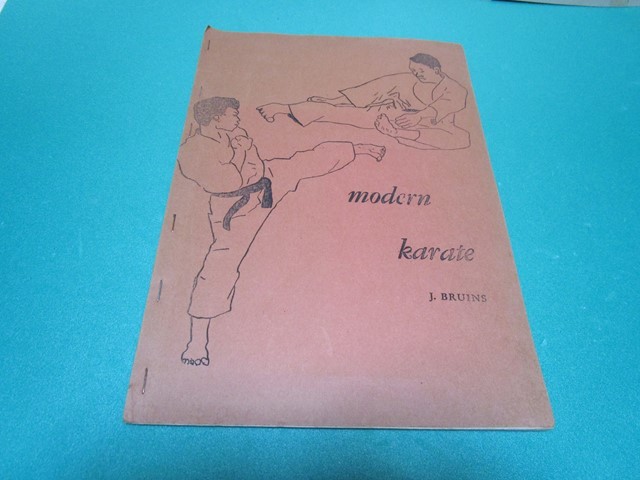 modern
karate
J. BRUINS